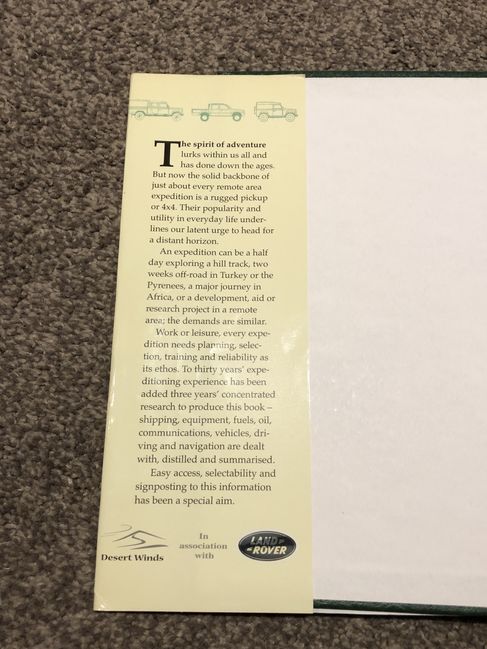 The spirit of adventure
lurks within us all and
has done down the ages.
But now the solid backbone of
just about every remote area
expedition is a rugged pickup
or 4x4. Their popularity and
utility in everyday life under-
lines our latent urge to head for
a distant horizon.
An expedition can be a half
day exploring a hill track, two
weeks off-road in Turkey or the
Pyrenees, a major journey in
Africa, or a development, aid or
research project in a remote
area; the demands are similar.
Work or leisure, every expe-
dition needs planning, selec-
tion, training and reliability as
its ethos. To thirty years' expe-
ditioning experience has been
added three years' concentrated
research to produce this book –
shipping, equipment, fuels, oil,
communications, vehicles, dri-
ving and navigation are dealt
with, distilled and summarised.
Easy access, selectability and
signposting to this information
has been a special aim.
Desert Winds
In
association
with
LAND
ROVER